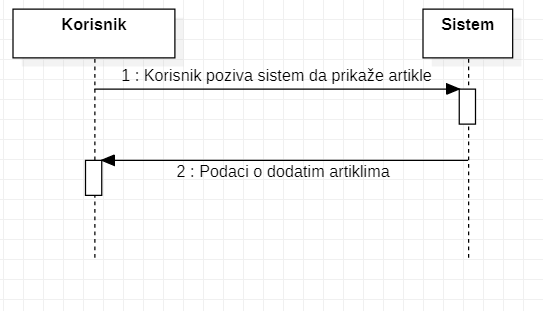 Korisnik
Sistem
1 : Korisnik poziva sistem da prikaže artikle
2 : Podaci o dodatim artiklima